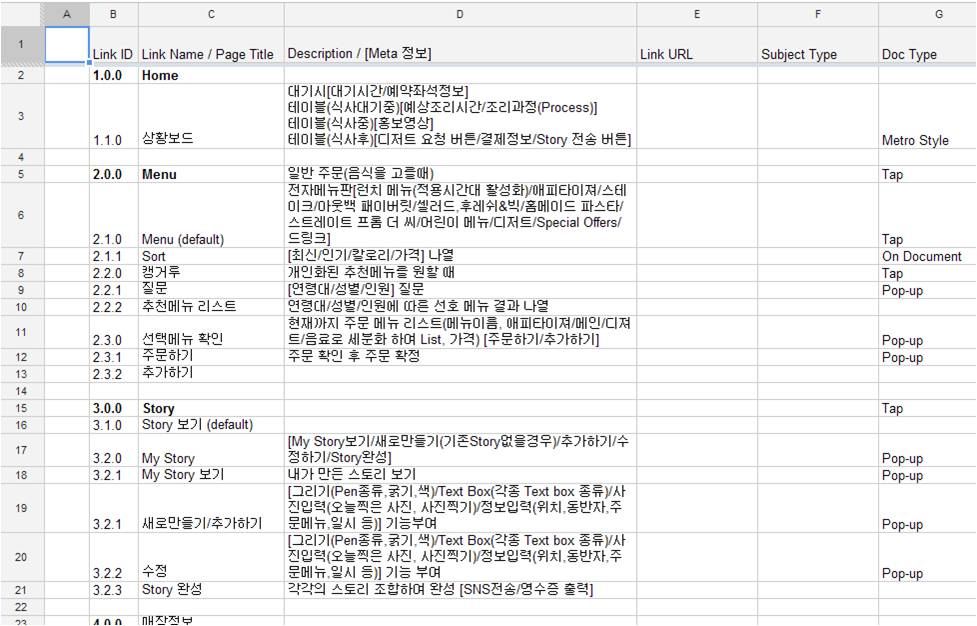 A B C D E F G
1 Link ID Link Name / Page Title Description / [Meta 정보] Link URL Subject Type Doc Type
2 1.0.0 Home
대기시[대기시간/예약좌석정보]
테이블(식사대기중)[예상조리시간/조리과정(Process)]
테이블(식사중)[홍보영상]
3 1.1.0 상황보드 테이블(식사후)[디저트 요청 버튼/결제정보/Story 전송 버튼] Metro Style
4
5 2.0.0 Menu 일반 주문(음식을 고를때) Tap
전자메뉴판[런치 메뉴(적용시간대 활성화)/애피타이져/스테
이크/아웃백 패이버릿/셀러드,후레쉬&빅/홈메이드 파스타/
스트레이트 프롬 더 씨/어린이 메뉴/디저트/Special Offers/
6 2.1.0 Menu (default) 드링크] Tap
7 2.1.1 Sort [최신/인기/칼로리/가격] 나열 On Document
8 2.2.0 캥거루 개인화된 추천메뉴를 원할 때 Tap
9 2.2.1 질문 [연령대/성별/인원] 질문 Pop-up
10 2.2.2 추천메뉴 리스트 연령대/성별/인원에 따른 선호 메뉴 결과 나열
현재까지 주문 메뉴 리스트(메뉴이름, 애피타이져/메인/디져
11 2.3.0 선택메뉴 확인 트/음료로 세분화 하여 List, 가격) [주문하기/추가하기] Pop-up
12 2.3.1 주문하기 주문 확인 후 주문 확정 Pop-up
13 2.3.2 추가하기
14
15 3.0.0 Story Tap
16 3.1.0 Story 보기 (default)
[My Story보기/새로만들기(기존Story없을경우)/추가하기/수
17 3.2.0 My Story 정하기/Story완성] Pop-up
18 3.2.1 My Story 보기 내가 만든 스토리 보기 Pop-up
[그리기(Pen종류,굵기,색)/Text Box(각종 Text box 종류)/사
진입력(오늘찍은 사진, 사진찍기)/정보입력(위치,동반자,주
19 3.2.1 새로만들기/추가하기 문메뉴,일시 등)] 기능부여 Pop-up
[그리기(Pen종류,굵기,색)/Text Box(각종 Text box 종류)/사
진입력(오늘찍은 사진, 사진찍기)/정보입력(위치,동반자,주
20 3.2.2 수정 문메뉴,일시 등)] 기능 부여 Pop-up
21 3.2.3 Story 완성 각각의 스토리 조합하여 완성 [SNS전송/영수증 출력]
22
23 4.0.0 매장정보